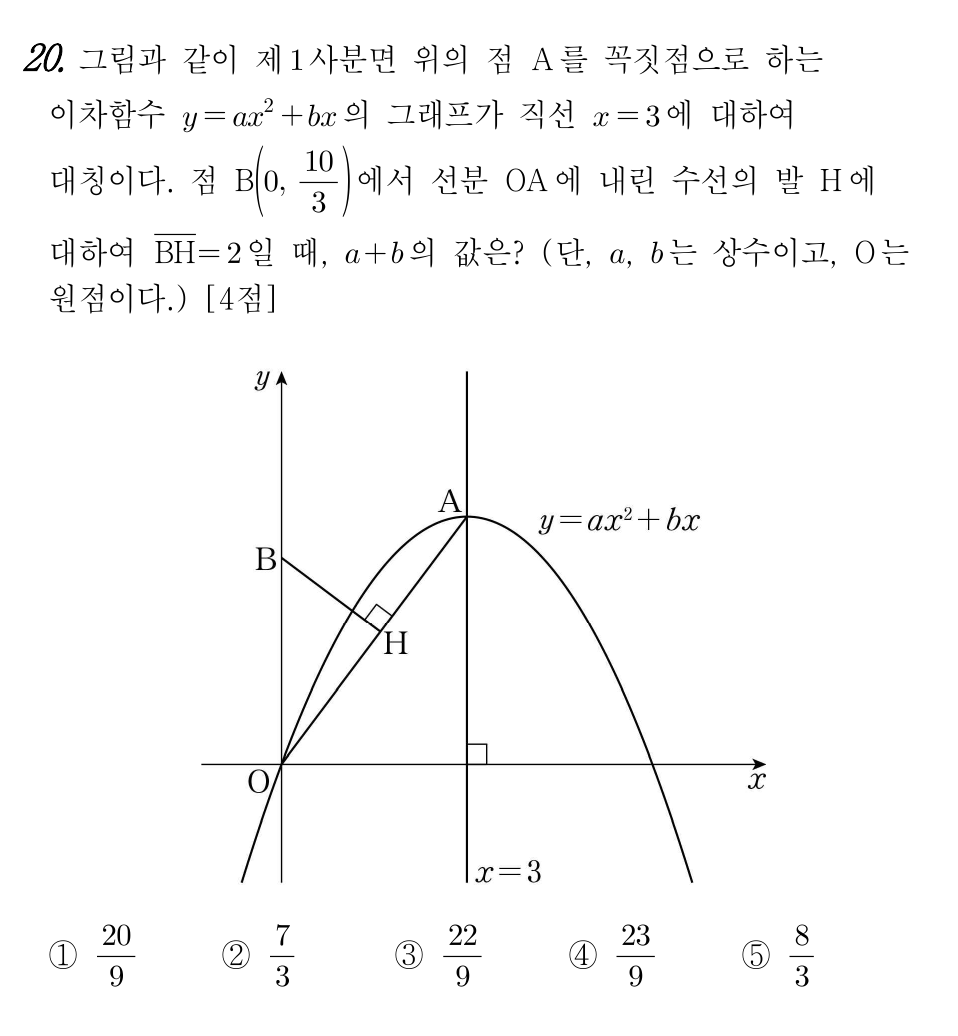 20. 그림과 같이 제1사분면 위의 점 A를 꼭짓점으로 하는
이차함수 y=ax²+bx의 그래프가 직선 x=3에 대하여
대칭이다. 점 B(0, 10/3)에서 선분 OA에 내린 수선의 발 H에
대하여 B̅H̅=2일 때, a+b의 값은? (단, a, b는 상수이고, O는
원점이다.) [4점]
y
A
y=ax²+bx
B
H
O
x
x=3
① 20/9 ② 7/3 ③ 22/9 ④ 23/9 ⑤ 8/3